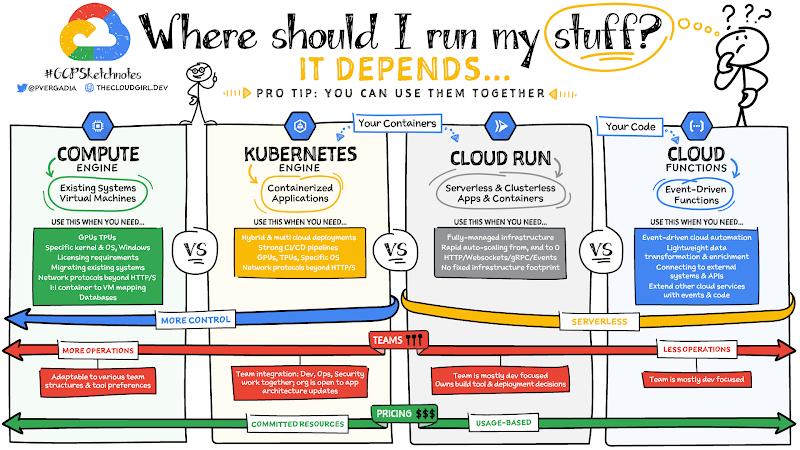 Where should I run my stuff?
IT DEPENDS...
PRO TIP: YOU CAN USE THEM TOGETHER
#GCPSketchnotes
@PVERGADIA THECLOUDGIRL.DEV
? ? ?
Your Containers
Your Code
COMPUTE
ENGINE
Existing Systems
Virtual Machines
USE THIS WHEN YOU NEED...
GPUs TPUs
Specific kernel & OS, Windows
Licensing requirements
Migrating existing systems
Network protocols beyond HTTP/S
1:1 container to VM mapping
Databases
VS
KUBERNETES
ENGINE
Containerized
Applications
USE THIS WHEN YOU NEED...
Hybrid & multi cloud deployments
Strong CI/CD pipelines
GPUs, TPUs, Specific OS
Network protocols beyond HTTP/S
VS
CLOUD RUN
Serverless & Clusterless
Apps & Containers
USE THIS WHEN YOU NEED...
Fully-managed infrastructure
Rapid auto-scaling from, and to 0
HTTP/Websockets/gRPC/Events
No fixed infrastructure footprint
VS
CLOUD
FUNCTIONS
Event-Driven
Functions
USE THIS WHEN YOU NEED...
Event-driven cloud automation
Lightweight data
transformation & enrichment
Connecting to external
systems & APIs
Extend other cloud services
with events & code
MORE CONTROL
SERVERLESS
TEAMS
MORE OPERATIONS
LESS OPERATIONS
Adaptable to various team
structures & tool preferences
Team integration: Dev, Ops, Security
work together; org is open to app
architecture updates
Team is mostly dev focused
Owns build tool & deployment decisions
Team is mostly dev focused
PRICING $$$
COMMITTED RESOURCES
USAGE-BASED